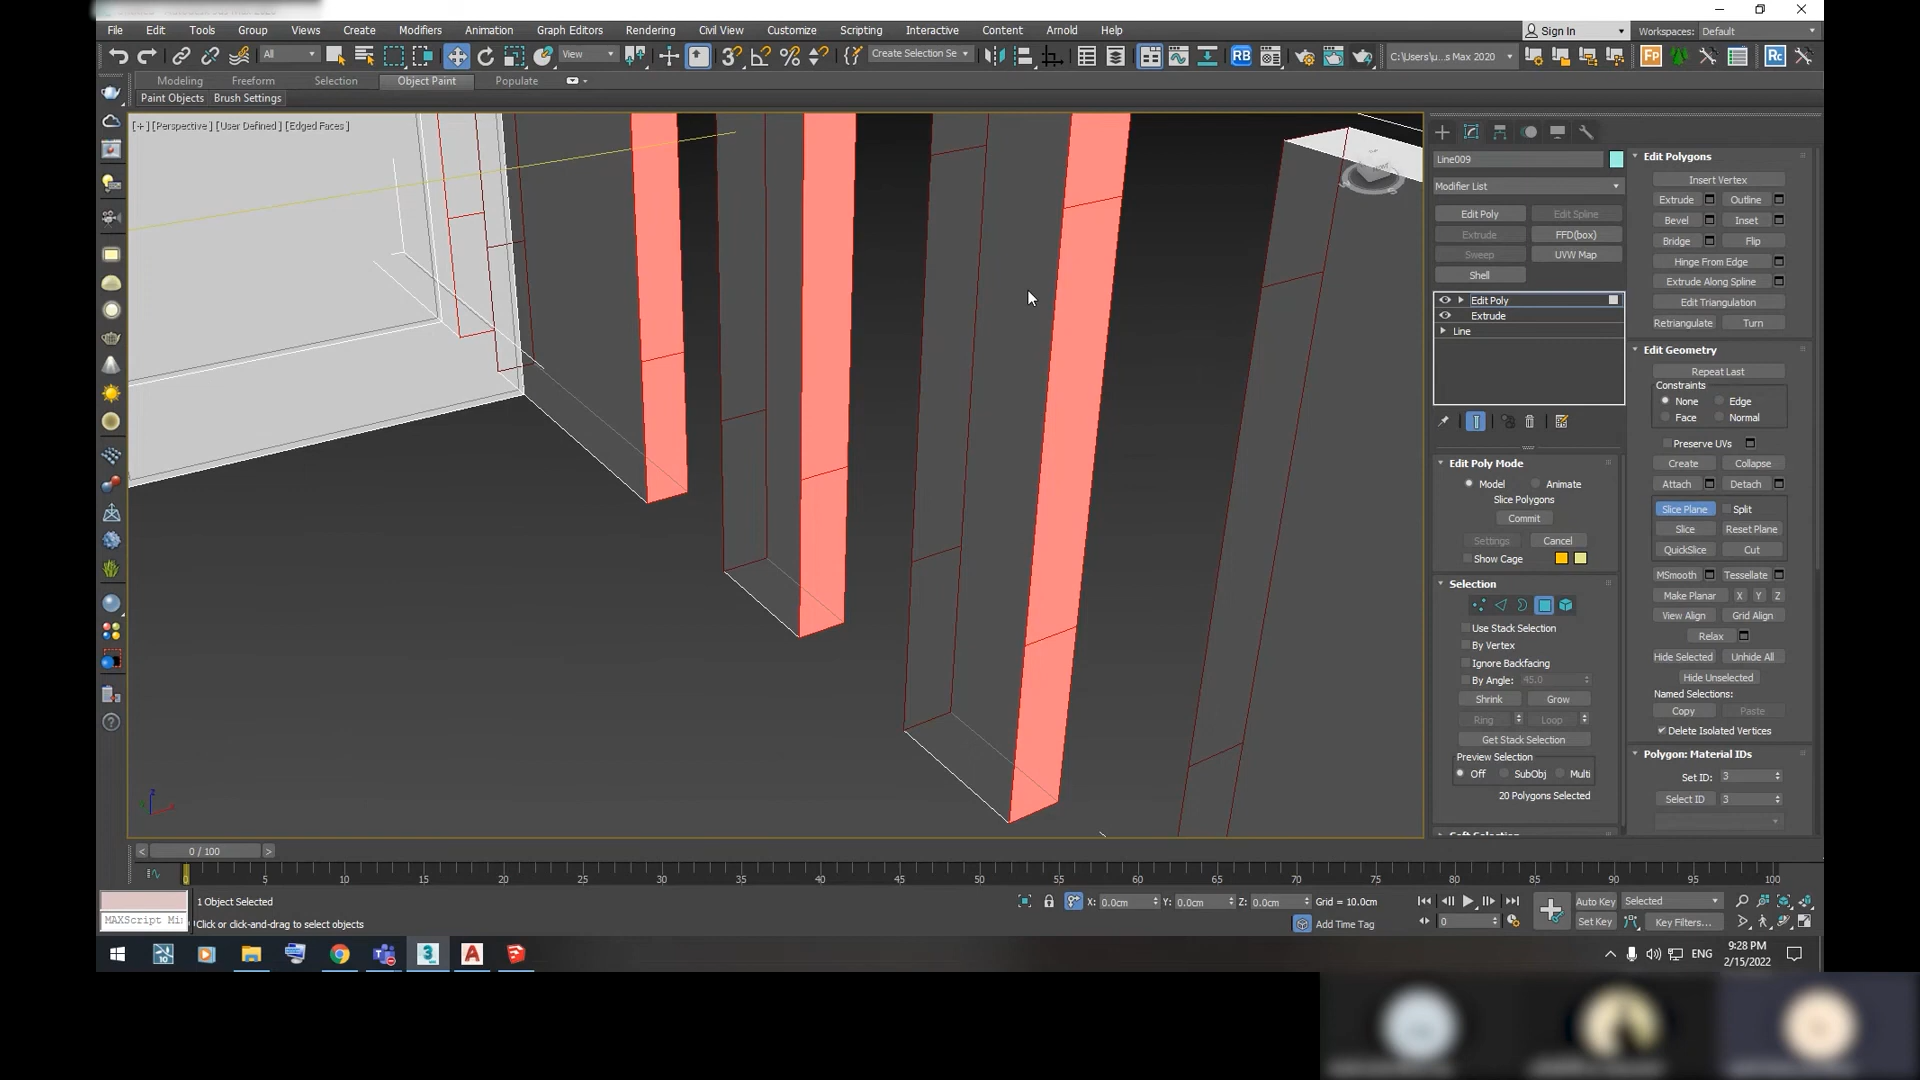 File Edit Tools Group Views Create Modifiers Animation Graph Editors Rendering Civil View Customize Scripting Interactive Content Arnold Help Sign In Workspaces: Default
All View Create Selection Se RB C:\Users\u...s Max 2020 Fp Rc
Modeling Freeform Selection Object Paint Populate
Paint Objects Brush Settings
[+] [Perspective] [User Defined] [Edged Faces]
Line009
Modifier List
Edit Poly Edit Spline
Extrude FFD(box)
Sweep UVW Map
Shell
Edit Poly
Extrude
Line
Edit Poly Mode
Model Animate
Slice Polygons
Commit
Settings Cancel
Show Cage
Selection
Use Stack Selection
By Vertex
Ignore Backfacing
By Angle: 45.0
Shrink Grow
Ring Loop
Get Stack Selection
Preview Selection
Off SubObj Multi
20 Polygons Selected
Edit Polygons
Insert Vertex
Extrude Outline
Bevel Inset
Bridge Flip
Hinge From Edge
Extrude Along Spline
Edit Triangulation
Retriangulate Turn
Edit Geometry
Repeat Last
Constraints
None Edge
Face Normal
Preserve UVs
Create Collapse
Attach Detach
Slice Plane Split
Slice Reset Plane
QuickSlice Cut
MSmooth Tessellate
Make Planar X Y Z
View Align Grid Align
Relax
Hide Selected Unhide All
Hide Unselected
Named Selections:
Copy Paste
Delete Isolated Vertices
Polygon: Material IDs
Set ID: 3
Select ID 3
< 0 / 100 >
0 5 10 15 20 25 30 35 40 45 50 55 60 65 70 75 80 85 90 95 100
1 Object Selected X: 0.0cm Y: 0.0cm Z: 0.0cm Grid = 10.0cm Auto Key Selected
MAXScript Mi Click or click-and-drag to select objects Add Time Tag 0 Set Key Key Filters...
ENG 9:28 PM
2/15/2022